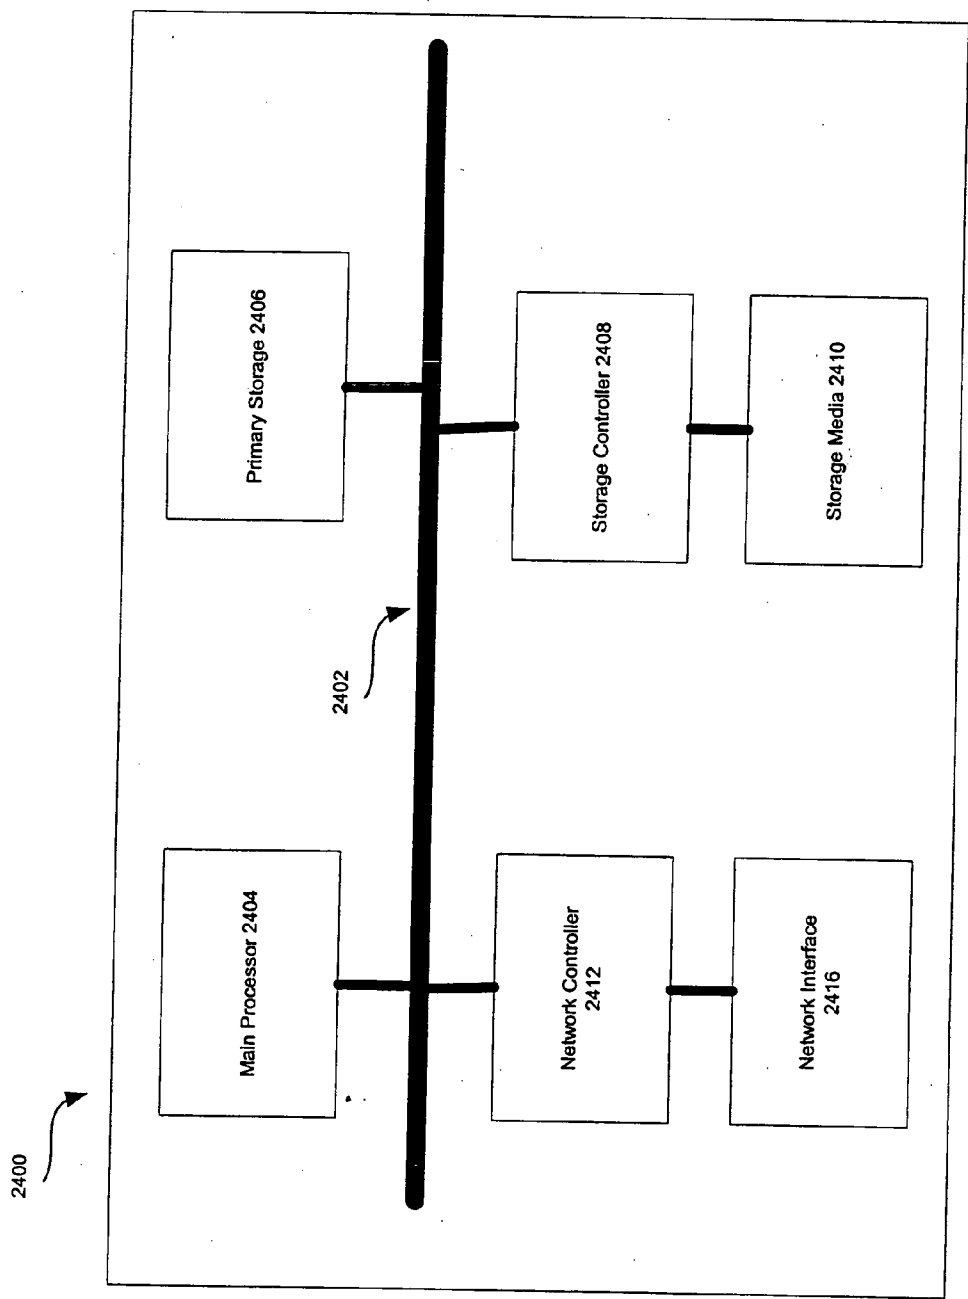 2400
Main Processor 2404
Primary Storage 2406
2402
Network Controller
2412
Storage Controller 2408
Network Interface
2416
Storage Media 2410